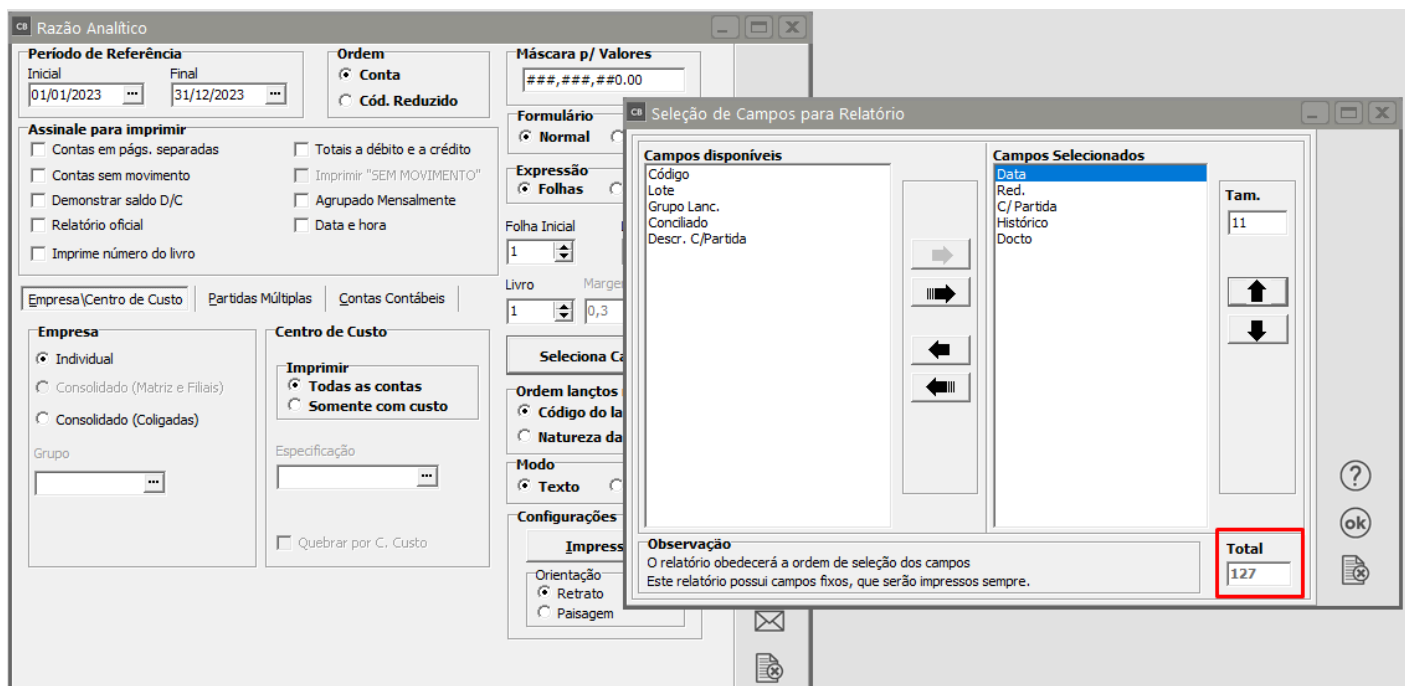 CB Razão Analítico
Período de Referência
Inicial Final
01/01/2023 ... 31/12/2023 ...
Ordem
Conta
Cód. Reduzido
Máscara p/ Valores
###,###,##0.00
Assinale para imprimir
Contas em págs. separadas
Contas sem movimento
Demonstrar saldo D/C
Relatório oficial
Imprime número do livro
Totais a débito e a crédito
Imprimir "SEM MOVIMENTO"
Agrupado Mensalmente
Data e hora
Formulário
Normal
Expressão
Folhas
Folha Inicial
1
Livro
1
0,3
Empresa\Centro de Custo Partidas Múltiplas Contas Contábeis
Empresa
Individual
Consolidado (Matriz e Filiais)
Consolidado (Coligadas)
Grupo
...
Centro de Custo
Imprimir
Todas as contas
Somente com custo
Especificação
...
Quebrar por C. Custo
Seleciona
Ordem lançtos
Código do
Natureza da
Modo
Texto
Configurações
Orientação
Retrato
Paisagem
CB Seleção de Campos para Relatório
Campos disponíveis
Código
Lote
Grupo Lanc.
Conciliado
Descr. C/Partida
Campos Selecionados
Data
Red.
C/ Partida
Histórico
Docto
Tam.
11
Observação
O relatório obedecerá a ordem de seleção dos campos
Este relatório possui campos fixos, que serão impressos sempre.
Total
127
?
ok